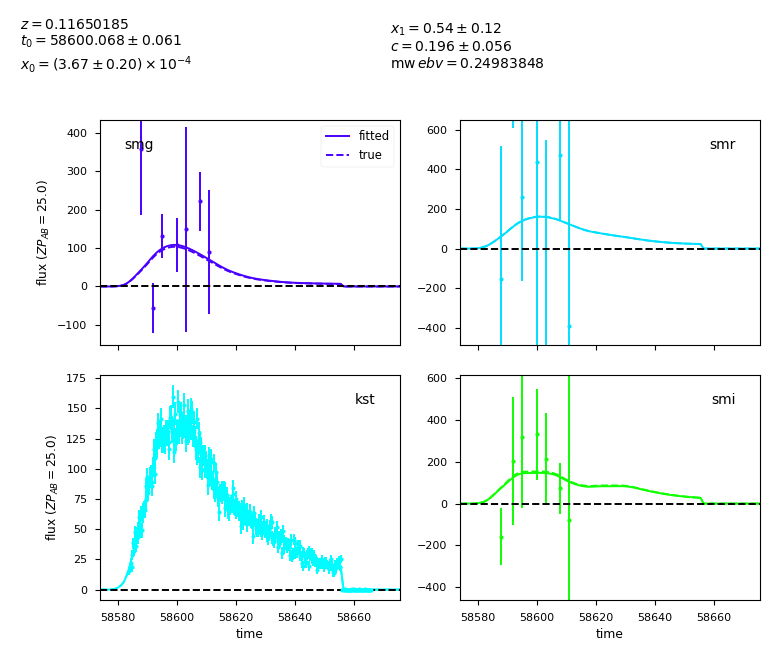 z = 0.11650185
t₀ = 58600.068 ± 0.061
x₀ = (3.67 ± 0.20) × 10⁻⁴
x₁ = 0.54 ± 0.12
c = 0.196 ± 0.056
mw ebv = 0.24983848
smg
fitted
true
400
300
200
100
0
−100
flux (ZP_AB = 25.0)
smr
600
400
200
0
−200
−400
kst
175
150
125
100
75
50
25
0
flux (ZP_AB = 25.0)
58580 58600 58620 58640 58660
time
smi
600
400
200
0
−200
−400
58580 58600 58620 58640 58660
time